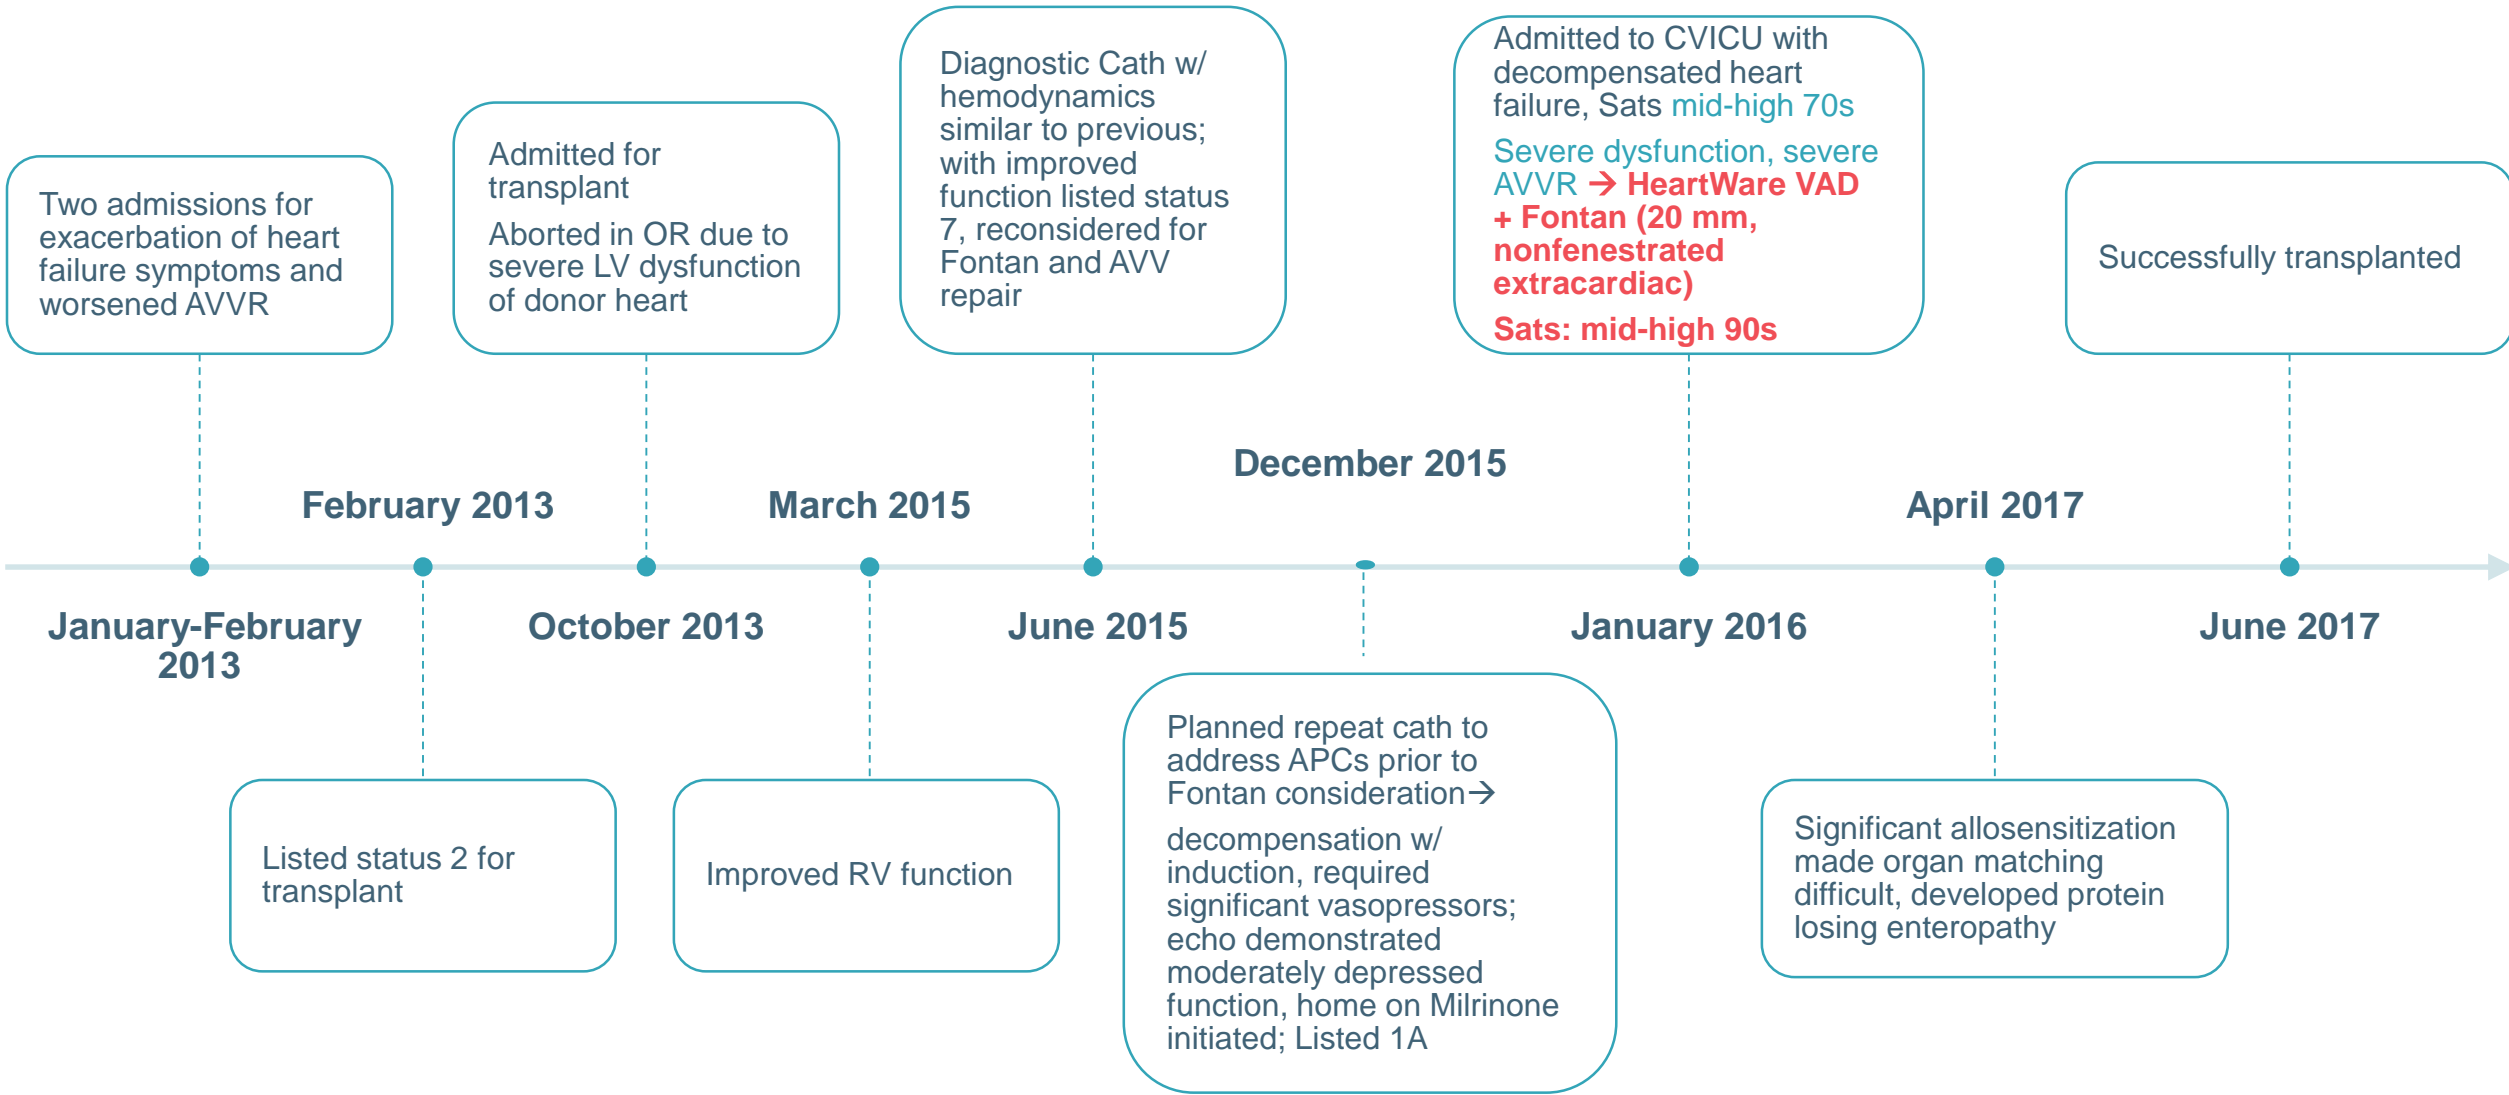 Two admissions for
exacerbation of heart
failure symptoms and
worsened AVVR
January-February
2013
February 2013
Listed status 2 for
transplant
Admitted for
transplant
Aborted in OR due to
severe LV dysfunction
of donor heart
October 2013
March 2015
Improved RV function
Diagnostic Cath w/
hemodynamics
similar to previous;
with improved
function listed status
7, reconsidered for
Fontan and AVV
repair
June 2015
December 2015
Planned repeat cath to
address APCs prior to
Fontan consideration→
decompensation w/
induction, required
significant vasopressors;
echo demonstrated
moderately depressed
function, home on Milrinone
initiated; Listed 1A
Admitted to CVICU with
decompensated heart
failure, Sats mid-high 70s
Severe dysfunction, severe
AVVR → HeartWare VAD
+ Fontan (20 mm,
nonfenestrated
extracardiac)
Sats: mid-high 90s
January 2016
April 2017
Significant allosensitization
made organ matching
difficult, developed protein
losing enteropathy
Successfully transplanted
June 2017